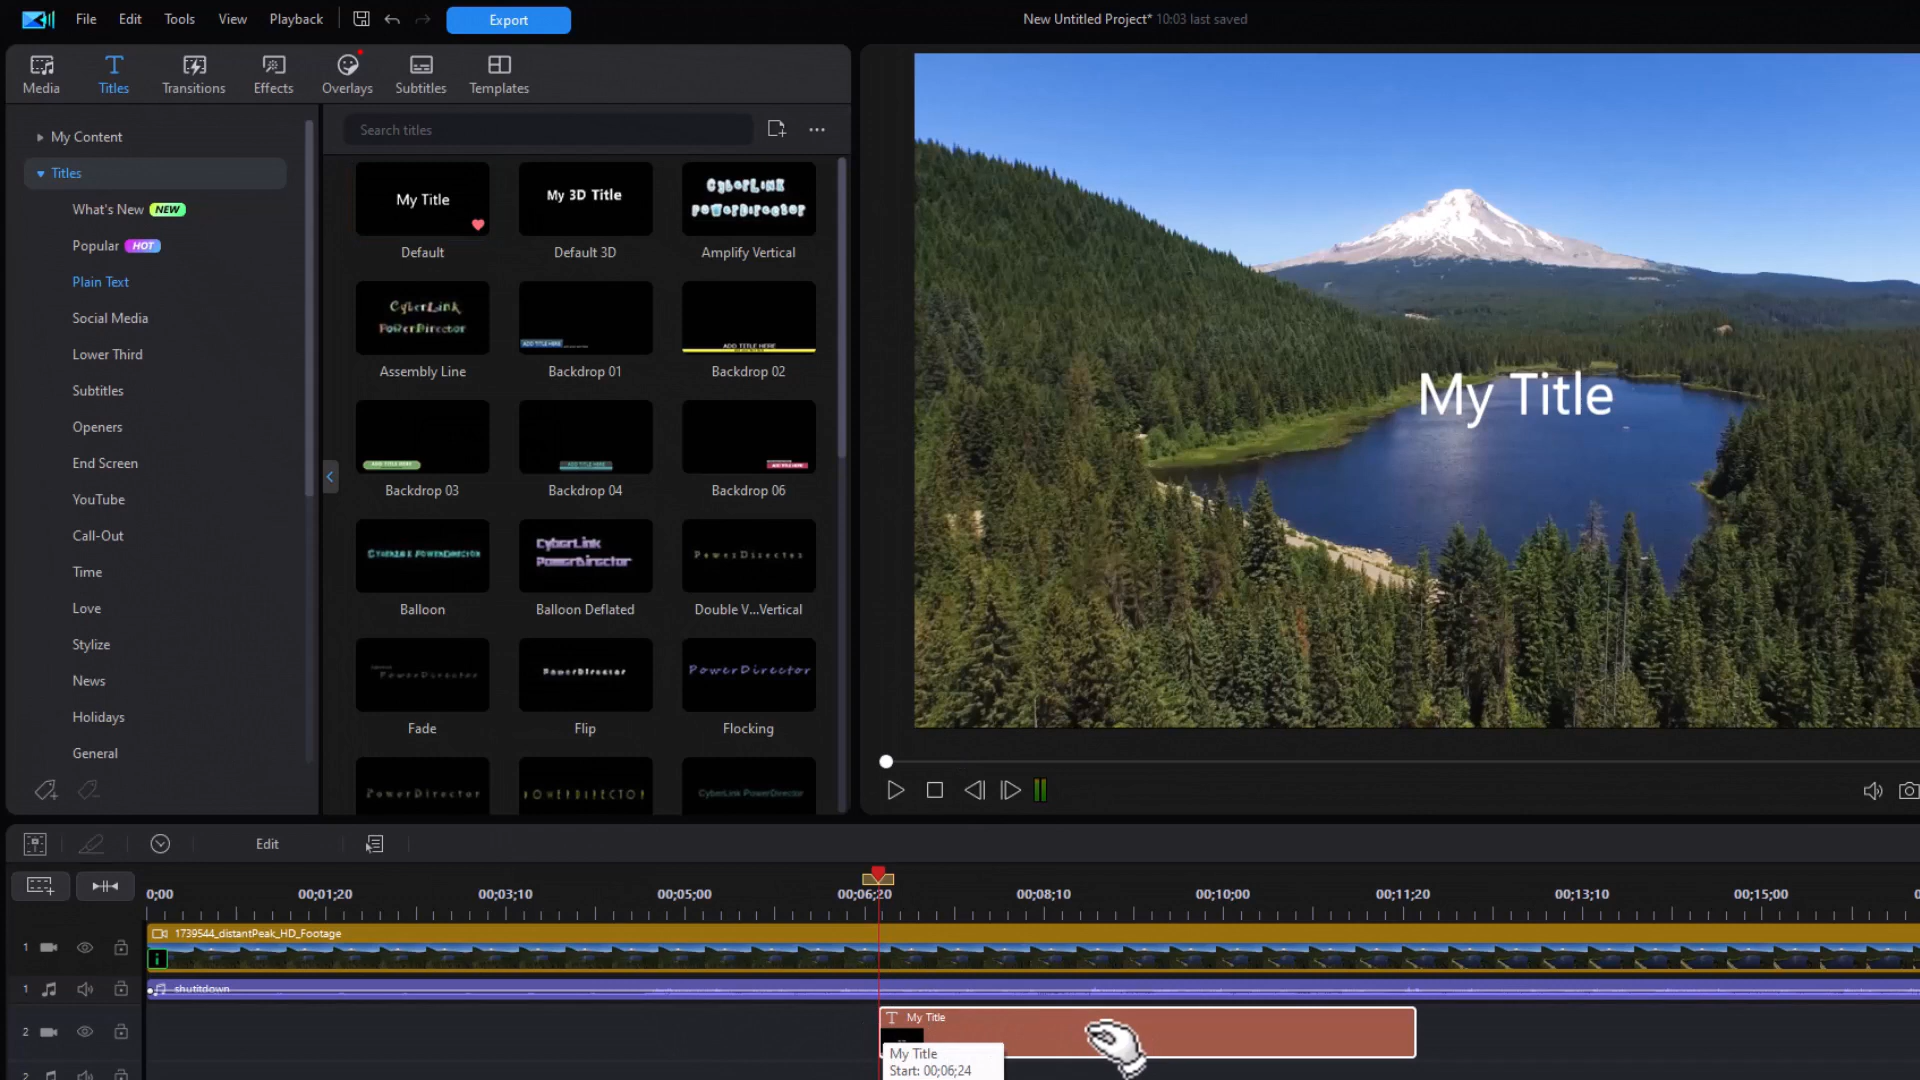 File Edit Tools View Playback Export New Untitled Project* 10:03 last saved
Media Titles Transitions Effects Overlays Subtitles Templates
My Content
Titles
What's New NEW
Popular HOT
Plain Text
Social Media
Lower Third
Subtitles
Openers
End Screen
YouTube
Call-Out
Time
Love
Stylize
News
Holidays
General
Search titles
My Title My 3D Title CyberLink PowerDirector
Default Default 3D Amplify Vertical
CyberLink PowerDirector ADD TITLE HERE ADD TITLE HERE
Assembly Line Backdrop 01 Backdrop 02
ADD TITLE HERE ADD TITLE HERE ADD TITLE HERE
Backdrop 03 Backdrop 04 Backdrop 06
CYBERLINK POWERDIRECTOR CyberLink PowerDirector PowerDirector
Balloon Balloon Deflated Double V...Vertical
PowerDirector PowerDirector PowerDirector
Fade Flip Flocking
PowerDirector POWERDIRECTOR CyberLink PowerDirector
My Title
Edit
0;00 00;01;20 00;03;10 00;05;00 00;06;20 00;08;10 00;10;00 00;11;20 00;13;10 00;15;00
1739544_distantPeak_HD_Footage
1
i
1 shutitdown
2 My Title
My Title
Start: 00;06;24
2